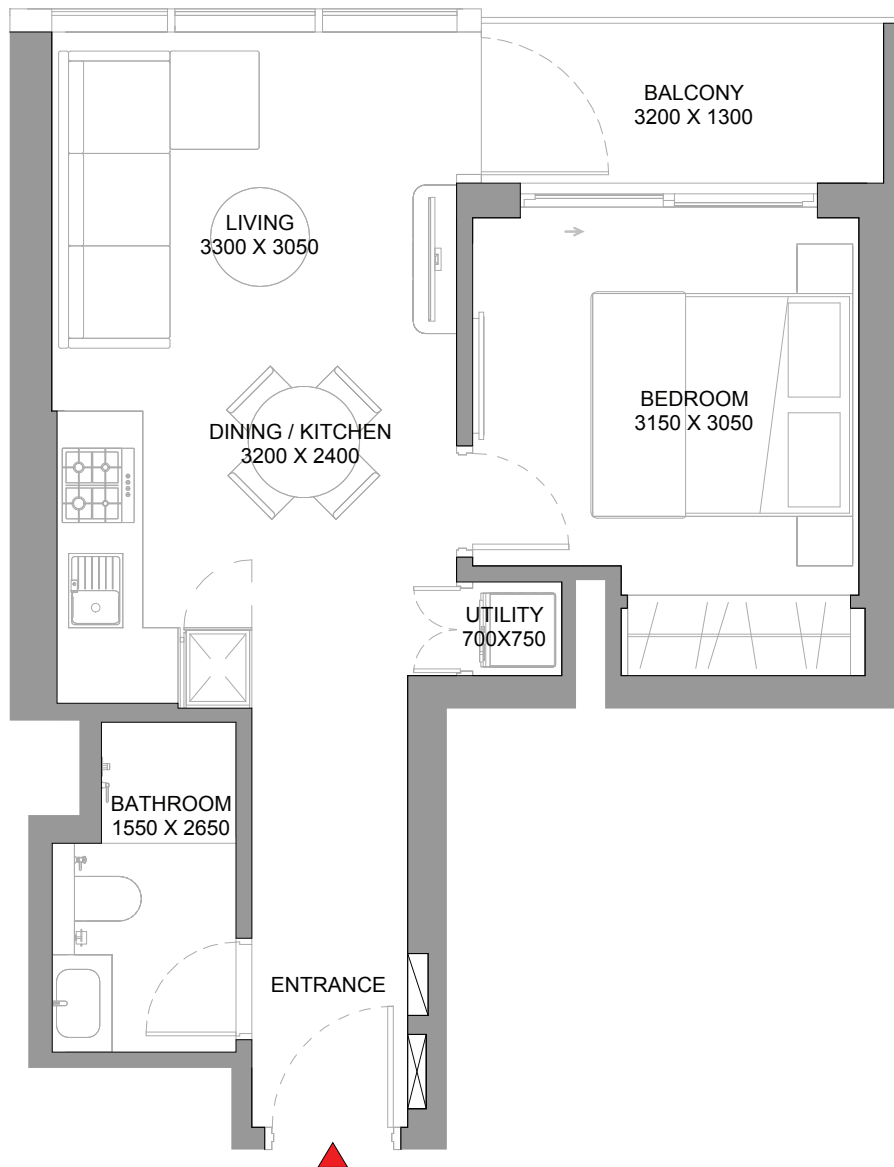 BALCONY
3200 X 1300
LIVING
3300 X 3050
BEDROOM
3150 X 3050
DINING / KITCHEN
3200 X 2400
UTILITY
700X750
BATHROOM
1550 X 2650
ENTRANCE